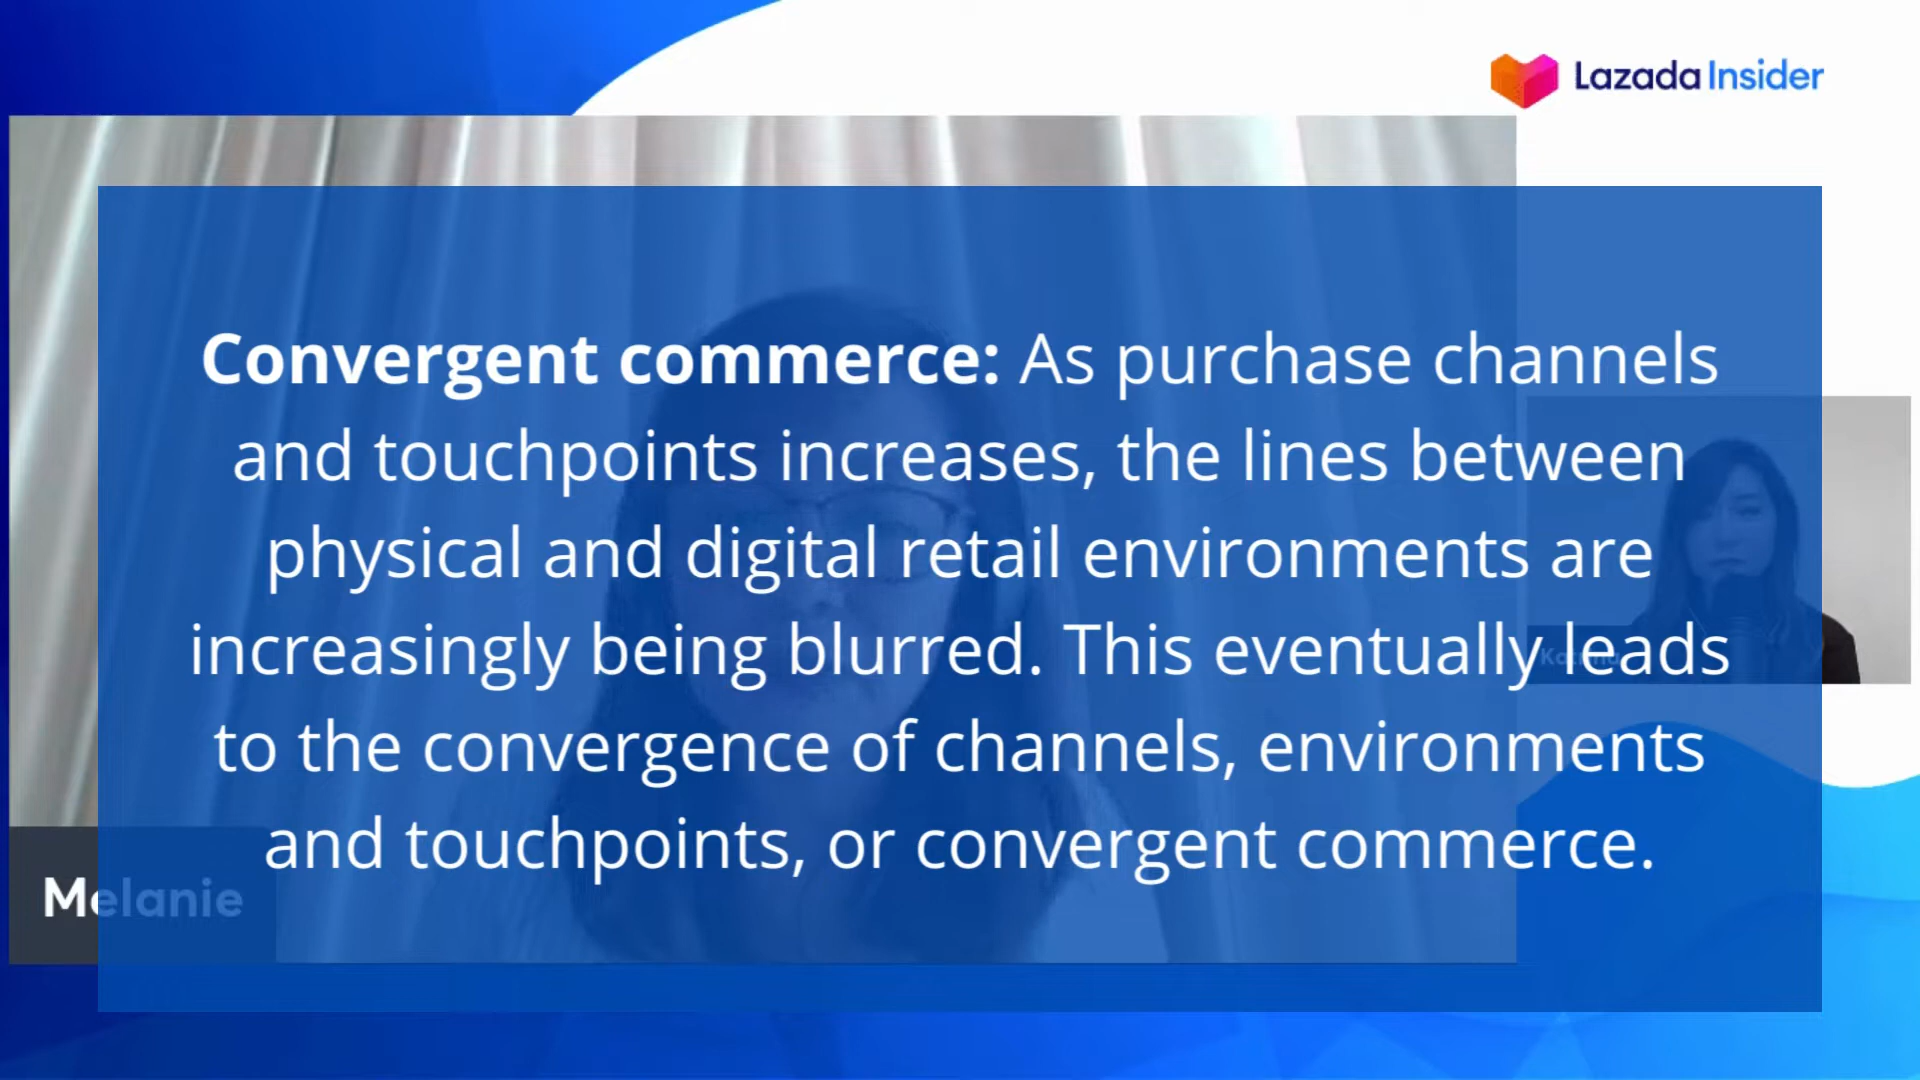 Lazada Insider
Convergent commerce: As purchase channels
and touchpoints increases, the lines between
physical and digital retail environments are
increasingly being blurred. This eventually leads
to the convergence of channels, environments
and touchpoints, or convergent commerce.
Katrina
Melanie